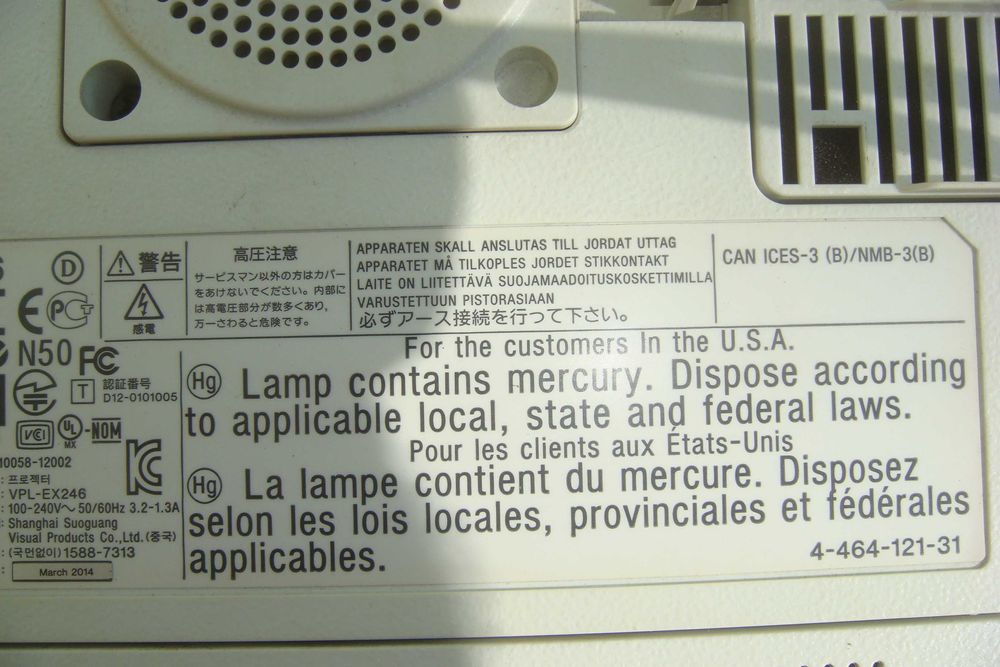 D
警告
感電
高圧注意
サービスマン以外の方はカバー
をあけないでください。内部に
は高電圧部分が数多くあり、
万一さわると危険です。
APPARATEN SKALL ANSLUTAS TILL JORDAT UTTAG
APPARATET MÅ TILKOPLES JORDET STIKKONTAKT
LAITE ON LIITETTÄVÄ SUOJAMAADOITUSKOSKETTIMILLA
VARUSTETTUUN PISTORASIAAN
必ずアース接続を行って下さい。
CAN ICES-3 (B)/NMB-3(B)
CE
N50 FC
T 認証番号
D12-0101005
VCI UL MX NOM
10058-12002
: 프로젝터
: VPL-EX246
: 100-240V~ 50/60Hz 3.2-1.3A
: Shanghai Suoguang
Visual Products Co.,Ltd.(중국)
: (국번없이)1588-7313
: March 2014
For the customers In the U.S.A.
Hg Lamp contains mercury. Dispose according
to applicable local, state and federal laws.
Pour les clients aux États-Unis
Hg La lampe contient du mercure. Disposez
selon les lois locales, provinciales et fédérales
applicables.
4-464-121-31